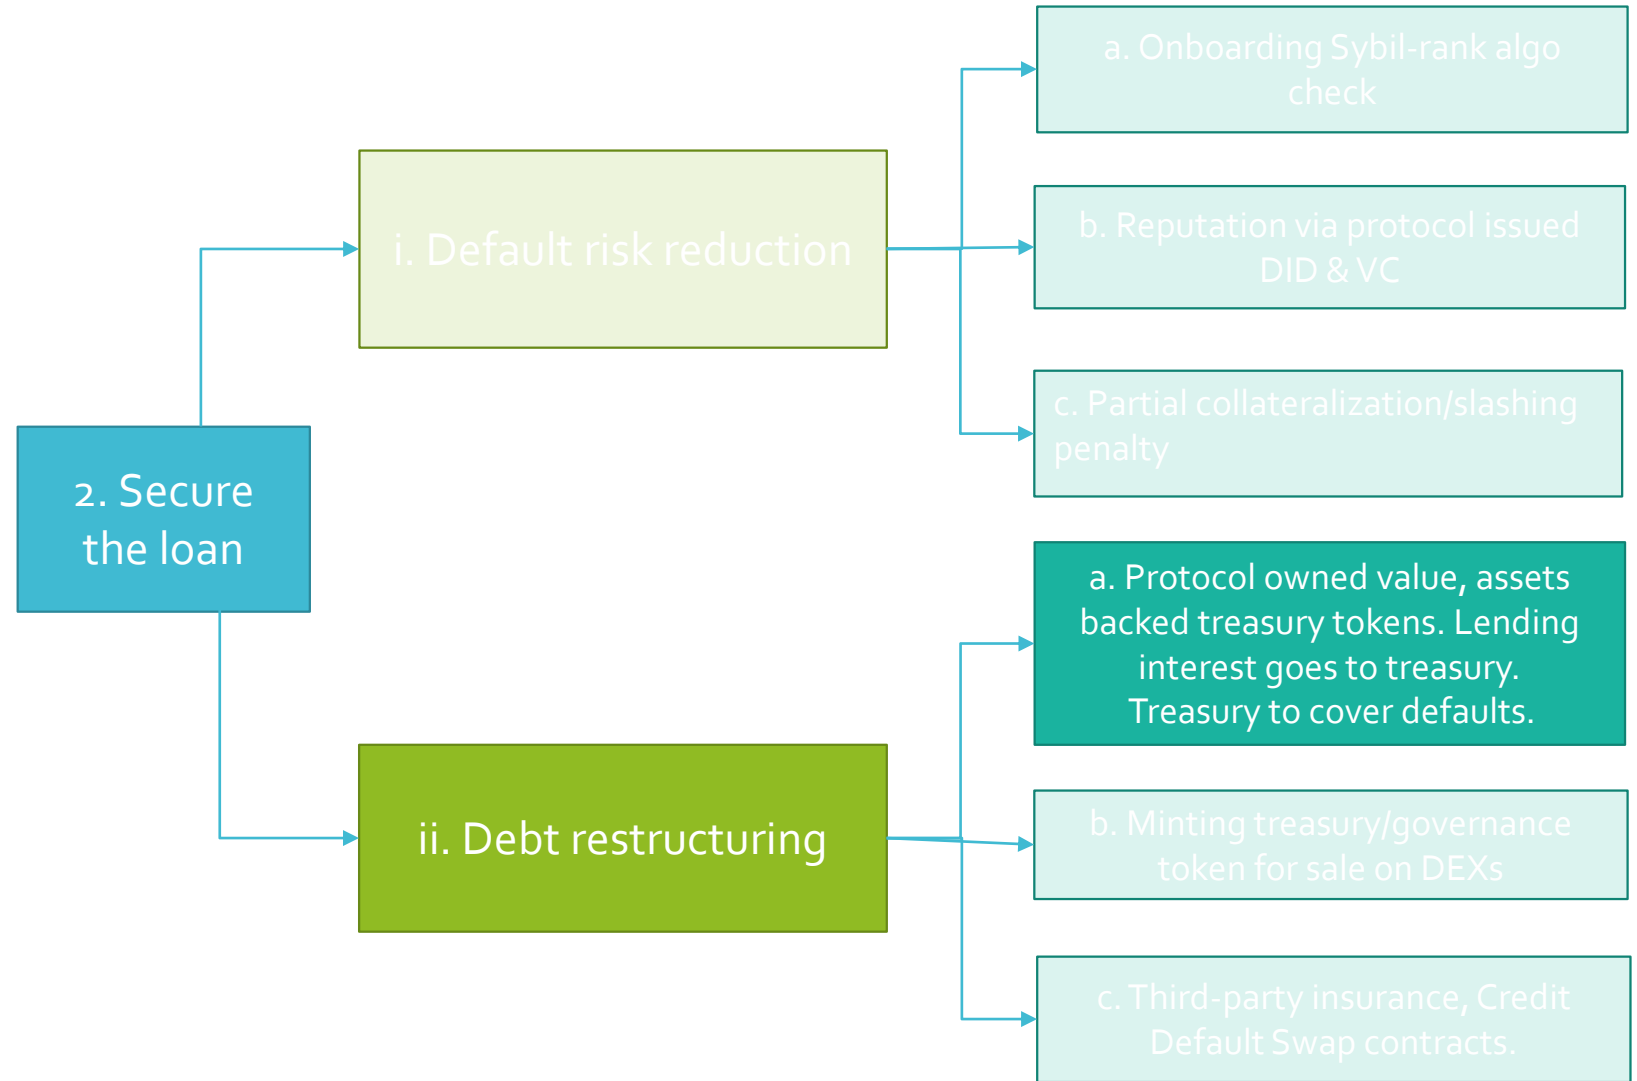 a. Onboarding Sybil-rank algo
check
i. Default risk reduction
b. Reputation via protocol issued
DID & VC
c. Partial collateralization/slashing
penalty
2. Secure
the loan
a. Protocol owned value, assets
backed treasury tokens. Lending
interest goes to treasury.
Treasury to cover defaults.
ii. Debt restructuring
b. Minting treasury/governance
token for sale on DEXs
c. Third-party insurance, Credit
Default Swap contracts.